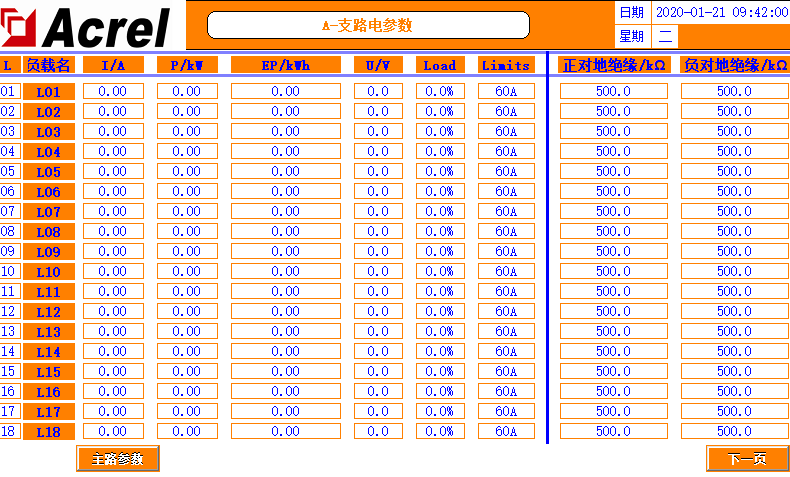 Acrel A-支路电参数 日期 2020-01-21 09:42:00
星期 二
L 负载名 I/A P/kW EP/kWh U/V Load Limits 正对地绝缘/kΩ 负对地绝缘/kΩ
01 L01 0.00 0.00 0.00 0.0 0.0% 60A 500.0 500.0
02 L02 0.00 0.00 0.00 0.0 0.0% 60A 500.0 500.0
03 L03 0.00 0.00 0.00 0.0 0.0% 60A 500.0 500.0
04 L04 0.00 0.00 0.00 0.0 0.0% 60A 500.0 500.0
05 L05 0.00 0.00 0.00 0.0 0.0% 60A 500.0 500.0
06 L06 0.00 0.00 0.00 0.0 0.0% 60A 500.0 500.0
07 L07 0.00 0.00 0.00 0.0 0.0% 60A 500.0 500.0
08 L08 0.00 0.00 0.00 0.0 0.0% 60A 500.0 500.0
09 L09 0.00 0.00 0.00 0.0 0.0% 60A 500.0 500.0
10 L10 0.00 0.00 0.00 0.0 0.0% 60A 500.0 500.0
11 L11 0.00 0.00 0.00 0.0 0.0% 60A 500.0 500.0
12 L12 0.00 0.00 0.00 0.0 0.0% 60A 500.0 500.0
13 L13 0.00 0.00 0.00 0.0 0.0% 60A 500.0 500.0
14 L14 0.00 0.00 0.00 0.0 0.0% 60A 500.0 500.0
15 L15 0.00 0.00 0.00 0.0 0.0% 60A 500.0 500.0
16 L16 0.00 0.00 0.00 0.0 0.0% 60A 500.0 500.0
17 L17 0.00 0.00 0.00 0.0 0.0% 60A 500.0 500.0
18 L18 0.00 0.00 0.00 0.0 0.0% 60A 500.0 500.0
主路参数 下一页